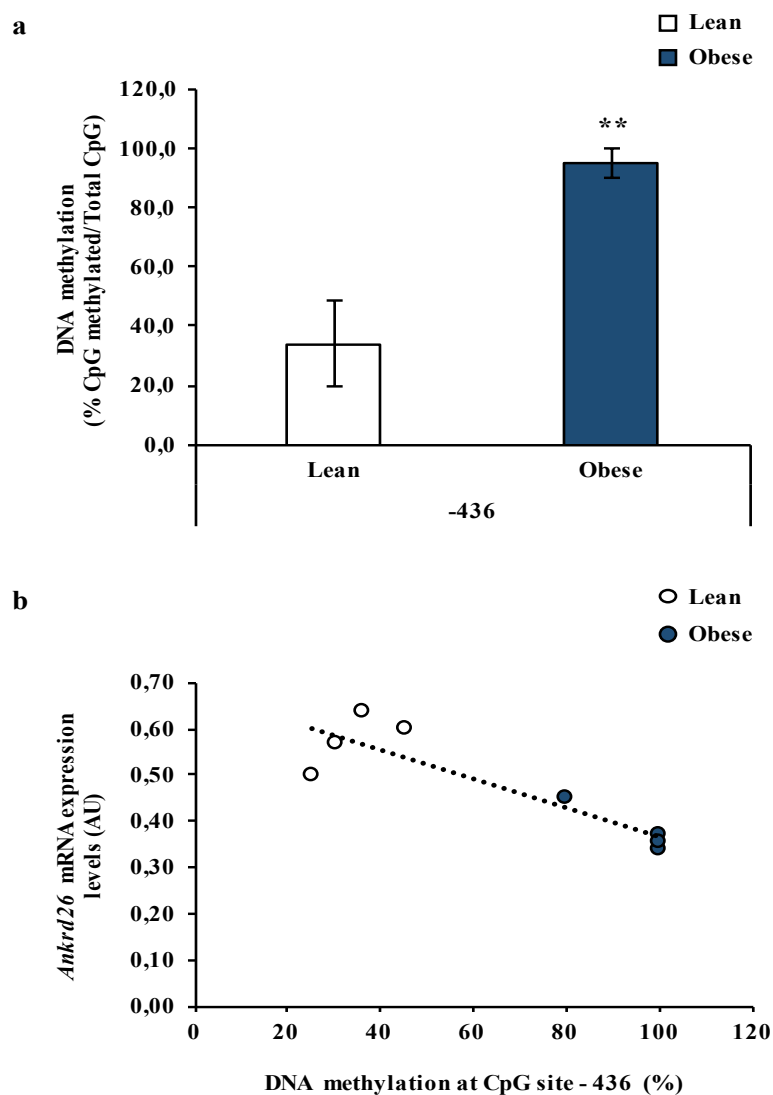 a
Lean
Obese
DNA methylation
(% CpG methylated/Total CpG)
120,0
100,0
80,0
60,0
40,0
20,0
0,0
**
Lean Obese
-436
b
Lean
Obese
Ankrd26 mRNA expression
levels (AU)
0,70
0,60
0,50
0,40
0,30
0,20
0,10
0,00
0 20 40 60 80 100 120
DNA methylation at CpG site - 436 (%)